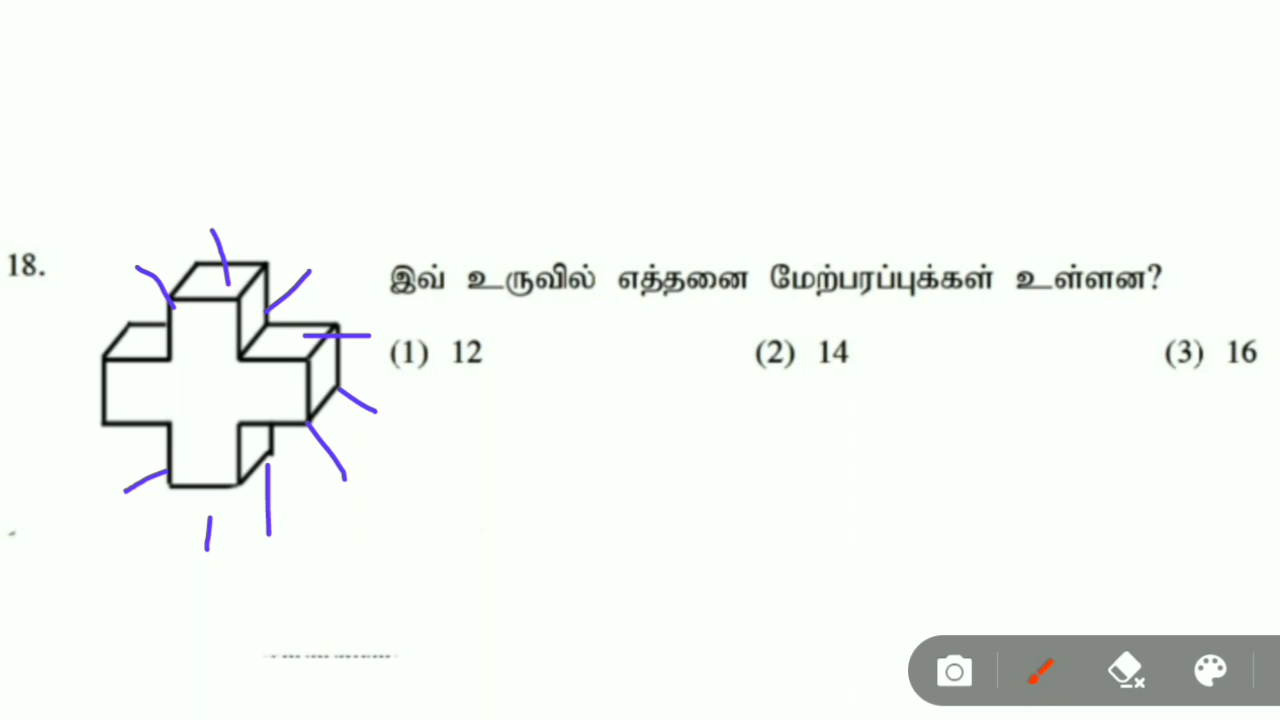 18.
இவ் உருவில் எத்தனை மேற்பரப்புக்கள் உள்ளன?
(1) 12 (2) 14 (3) 16